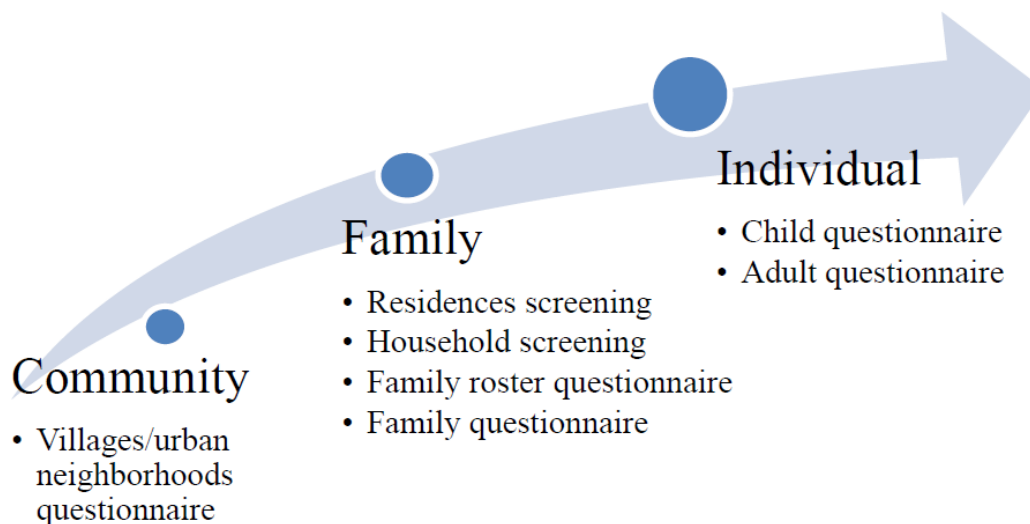 Community
• Villages/urban
neighborhoods
questionnaire
Family
• Residences screening
• Household screening
• Family roster questionnaire
• Family questionnaire
Individual
• Child questionnaire
• Adult questionnaire